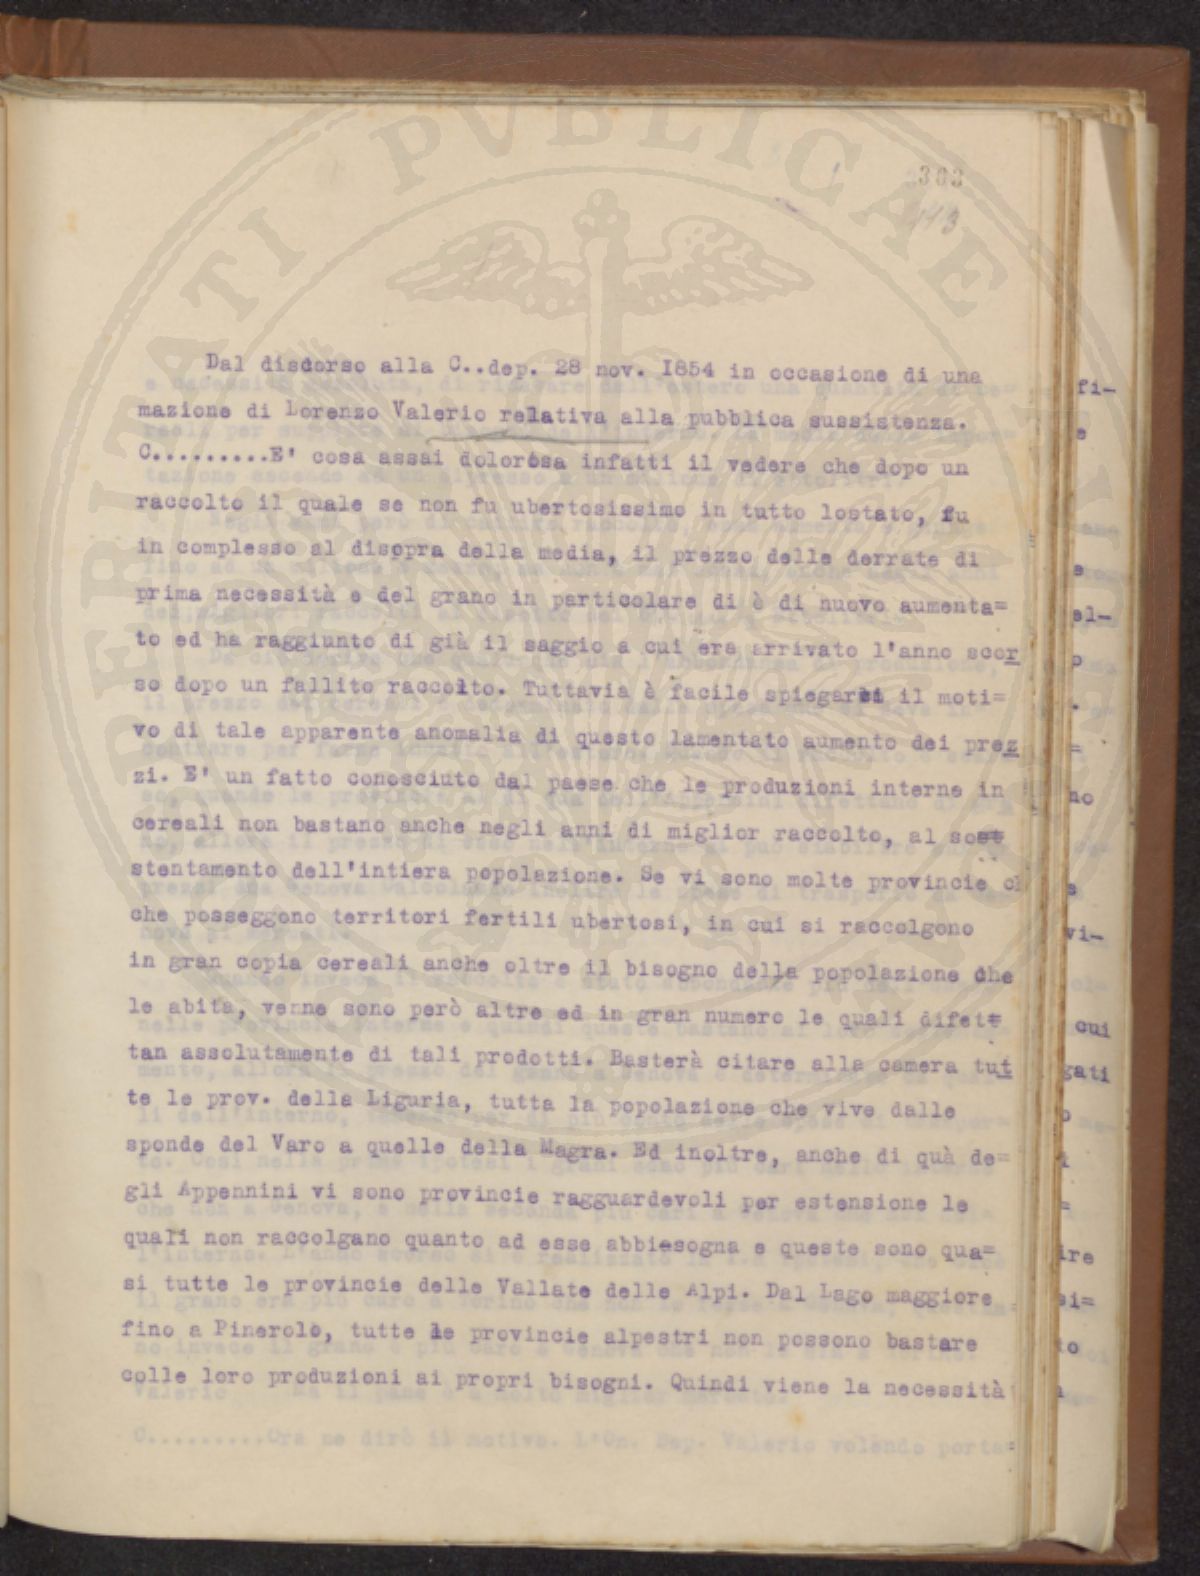 303
443
Dal discorso alla C..dep. 28 nov. I854 in occasione di una
mazione di Lorenzo Valerio relativa alla pubblica sussistenza.
C.........E' cosa assai dolorosa infatti il vedere che dopo un
raccolto il quale se non fu ubertosissimo in tutto lostato, fu
in complesso al disopra della media, il prezzo delle derrate di
prima necessità e del grano in particolare di è di nuovo aumenta=
to ed ha raggiunto di già il saggio a cui era arrivato l'anno scor
so dopo un fallito raccolto. Tuttavia è facile spiegarci il moti=
vo di tale apparente anomalia di questo lamentato aumento dei prez
zi. E' un fatto conosciuto dal paese che le produzioni interne in
cereali non bastano anche negli anni di miglior raccolto, al sost
stentamento dell'intiera popolazione. Se vi sono molte provincie ch
che posseggono territori fertili ubertosi, in cui si raccolgono
in gran copia cereali anche oltre il bisogno della popolazione che
le abita, venne sono però altre ed in gran numero le quali difett
tan assolutamente di tali prodotti. Basterà citare alla camera tut
te le prov. della Liguria, tutta la popolazione che vive dalle
sponde del Varo a quelle della Magra. Ed inoltre, anche di quà de=
gli Appennini vi sono provincie ragguardevoli per estensione le
quali non raccolgano quanto ad esse abbiesogna e queste sono qua=
si tutte le provincie delle Vallate delle Alpi. Dal Lago maggiore
fino a Pinerolo, tutte le provincie alpestri non possono bastare
colle loro produzioni ai propri bisogni. Quindi viene la necessità